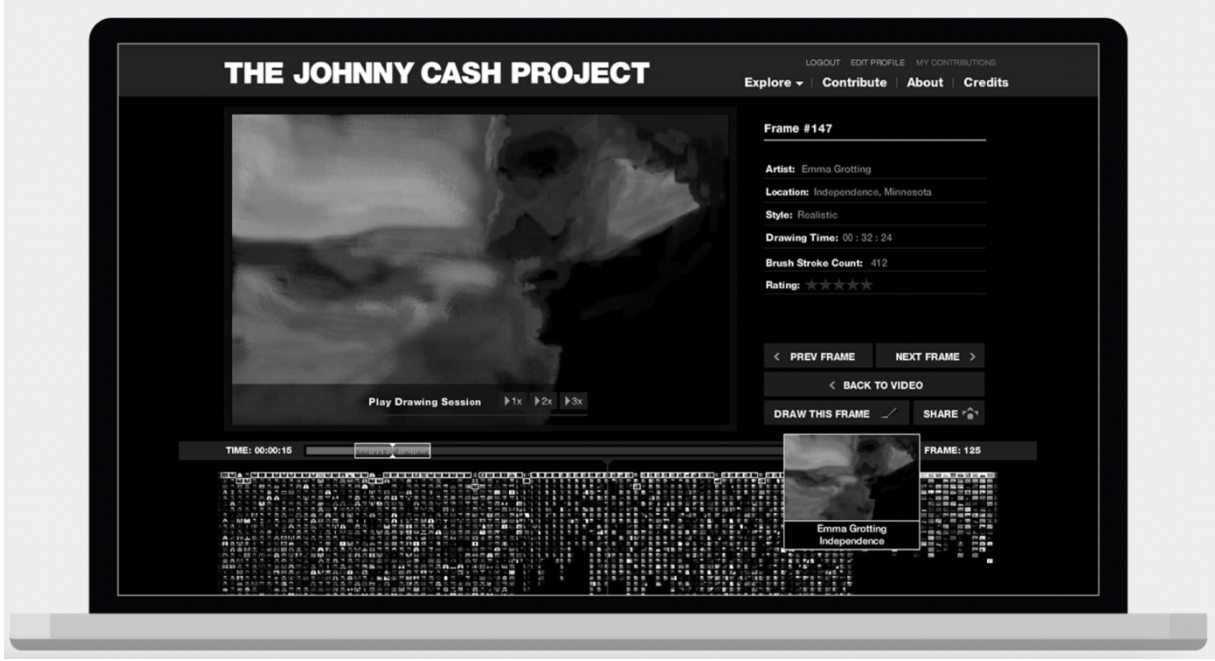 THE JOHNNY CASH PROJECT
LOGOUT EDIT PROFILE MY CONTRIBUTIONS
Explore Contribute About Credits
Frame #147
Artist: Emma Grotting
Location: Independence, Minnesota
Style: Realistic
Drawing Time: 00 : 32 : 24
Brush Stroke Count: 412
Rating:
PREV FRAME NEXT FRAME
BACK TO VIDEO
DRAW THIS FRAME SHARE
Play Drawing Session 1x 2x 3x
TIME: 00:00:15 FRAME: 125
Emma Grotting
Independence